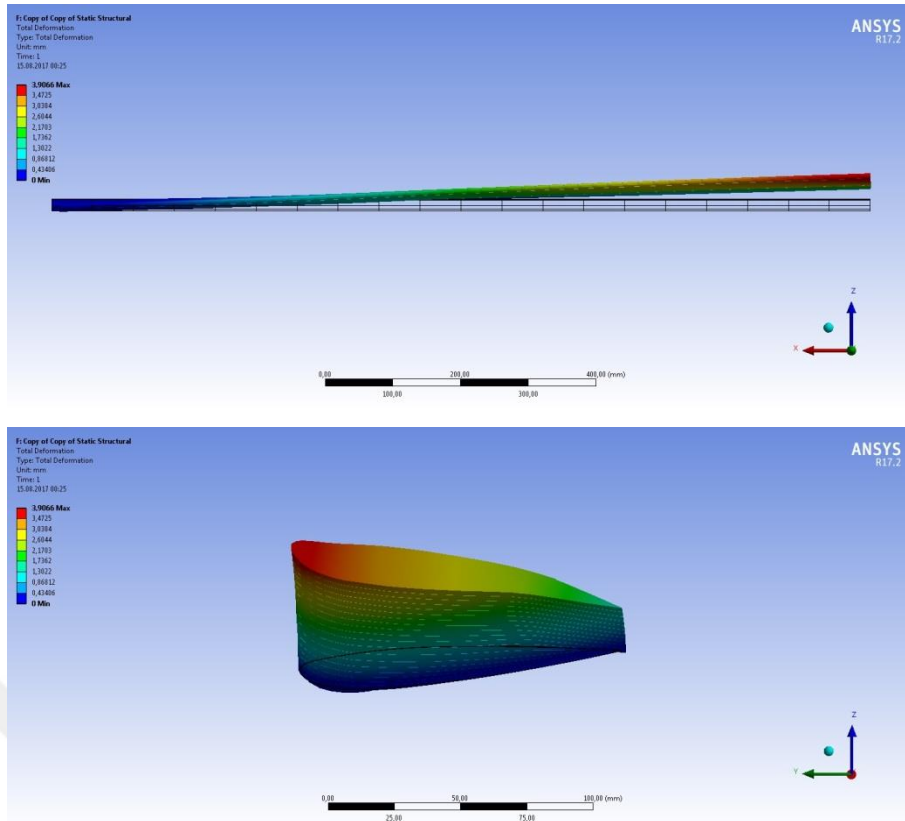 F: Copy of Copy of Static Structural
Total Deformation
Type: Total Deformation
Unit: mm
Time: 1
15.08.2017 00:25
3,9066 Max
3,4725
3,0384
2,6044
2,1703
1,7362
1,3022
0,86812
0,43406
0 Min
ANSYS
R17.2
Z
X
0,00
200,00
400,00 (mm)
100,00
300,00
F: Copy of Copy of Static Structural
Total Deformation
Type: Total Deformation
Unit: mm
Time: 1
15.08.2017 00:25
3,9066 Max
3,4725
3,0384
2,6044
2,1703
1,7362
1,3022
0,86812
0,43406
0 Min
ANSYS
R17.2
Z
Y
0,00
50,00
100,00 (mm)
25,00
75,00